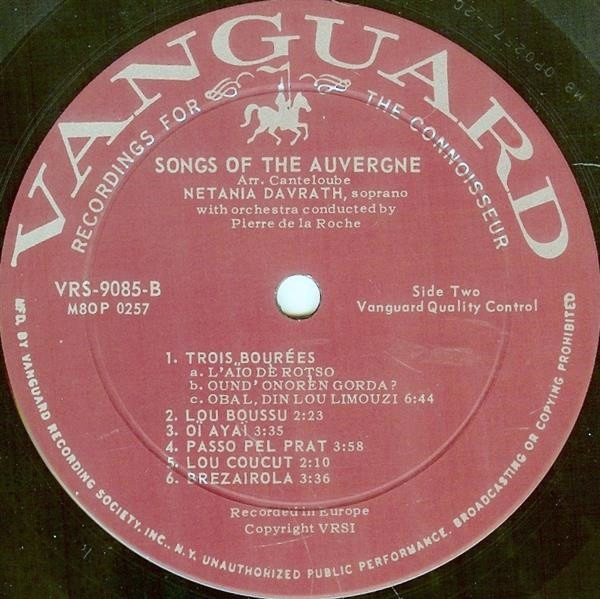 VANGUARD
RECORDINGS FOR THE CONNOISSEUR
SONGS OF THE AUVERGNE
Arr. Canteloube
NETANIA DAVRATH, soprano
with orchestra conducted by
Pierre de la Roche
VRS-9085-B
M8OP 0257
Side Two
Vanguard Quality Control
1. TROIS BOURÉES
a. L'AIO DÈ ROTSO
b. OUND' ONORÈN GORDA?
c. OBAL, DIN LOU LIMOUZI 6:44
2. LOU BOUSSU 2:23
3. OÏ AYAÏ 3:35
4. PASSO PEL PRAT 3:58
5. LOU COUCUT 2:10
6. BREZAIROLA 3:36
Recorded in Europe
Copyright VRSI
MFD. BY VANGUARD RECORDING SOCIETY, INC., N.Y. UNAUTHORIZED PUBLIC PERFORMANCE, BROADCASTING OR COPYING PROHIBITED